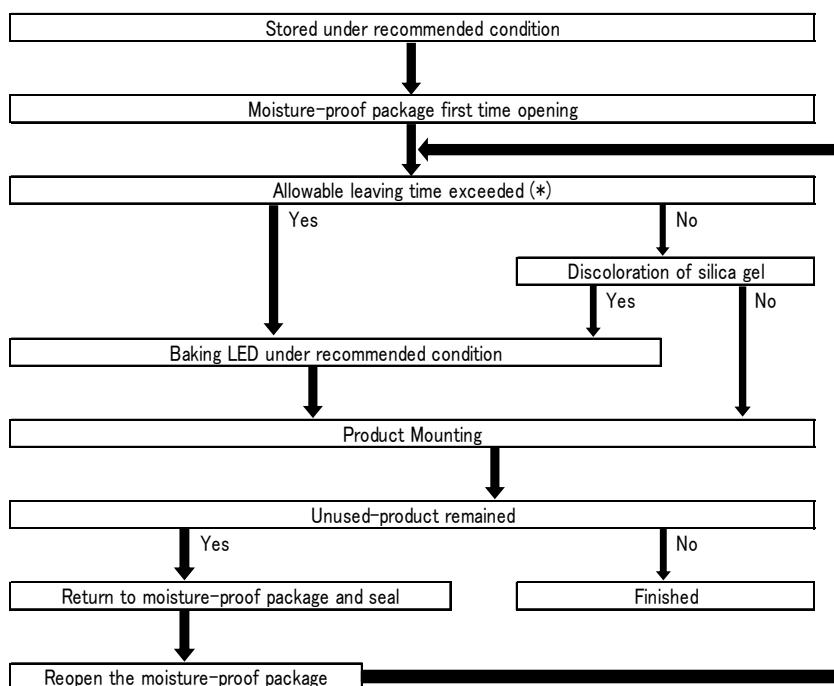 Stored under recommended condition
Moisture-proof package first time opening
Allowable leaving time exceeded (*)
Yes
No
Discoloration of silica gel
Yes
No
Baking LED under recommended condition
Product Mounting
Unused-product remained
Yes
No
Return to moisture-proof package and seal
Finished
Reopen the moisture-proof package